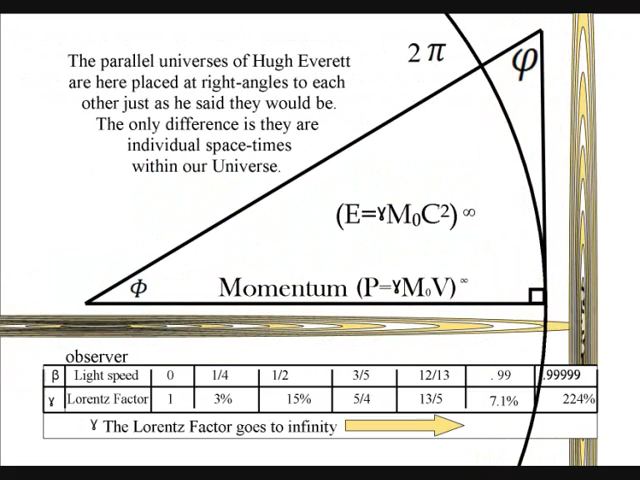 The parallel universes of Hugh Everett
are here placed at right-angles to each
other just as he said they would be.
The only difference is they are
individual space-times
within our Universe.
2 π
φ
(E=ɤM₀C²) ∞
Φ
Momentum (P=ɤM₀V) ∞
observer
β Light speed 0 1/4 1/2 3/5 12/13 . 99 .99999
ɤ Lorentz Factor 1 3% 15% 5/4 13/5 7.1% 224%
ɤ The Lorentz Factor goes to infinity